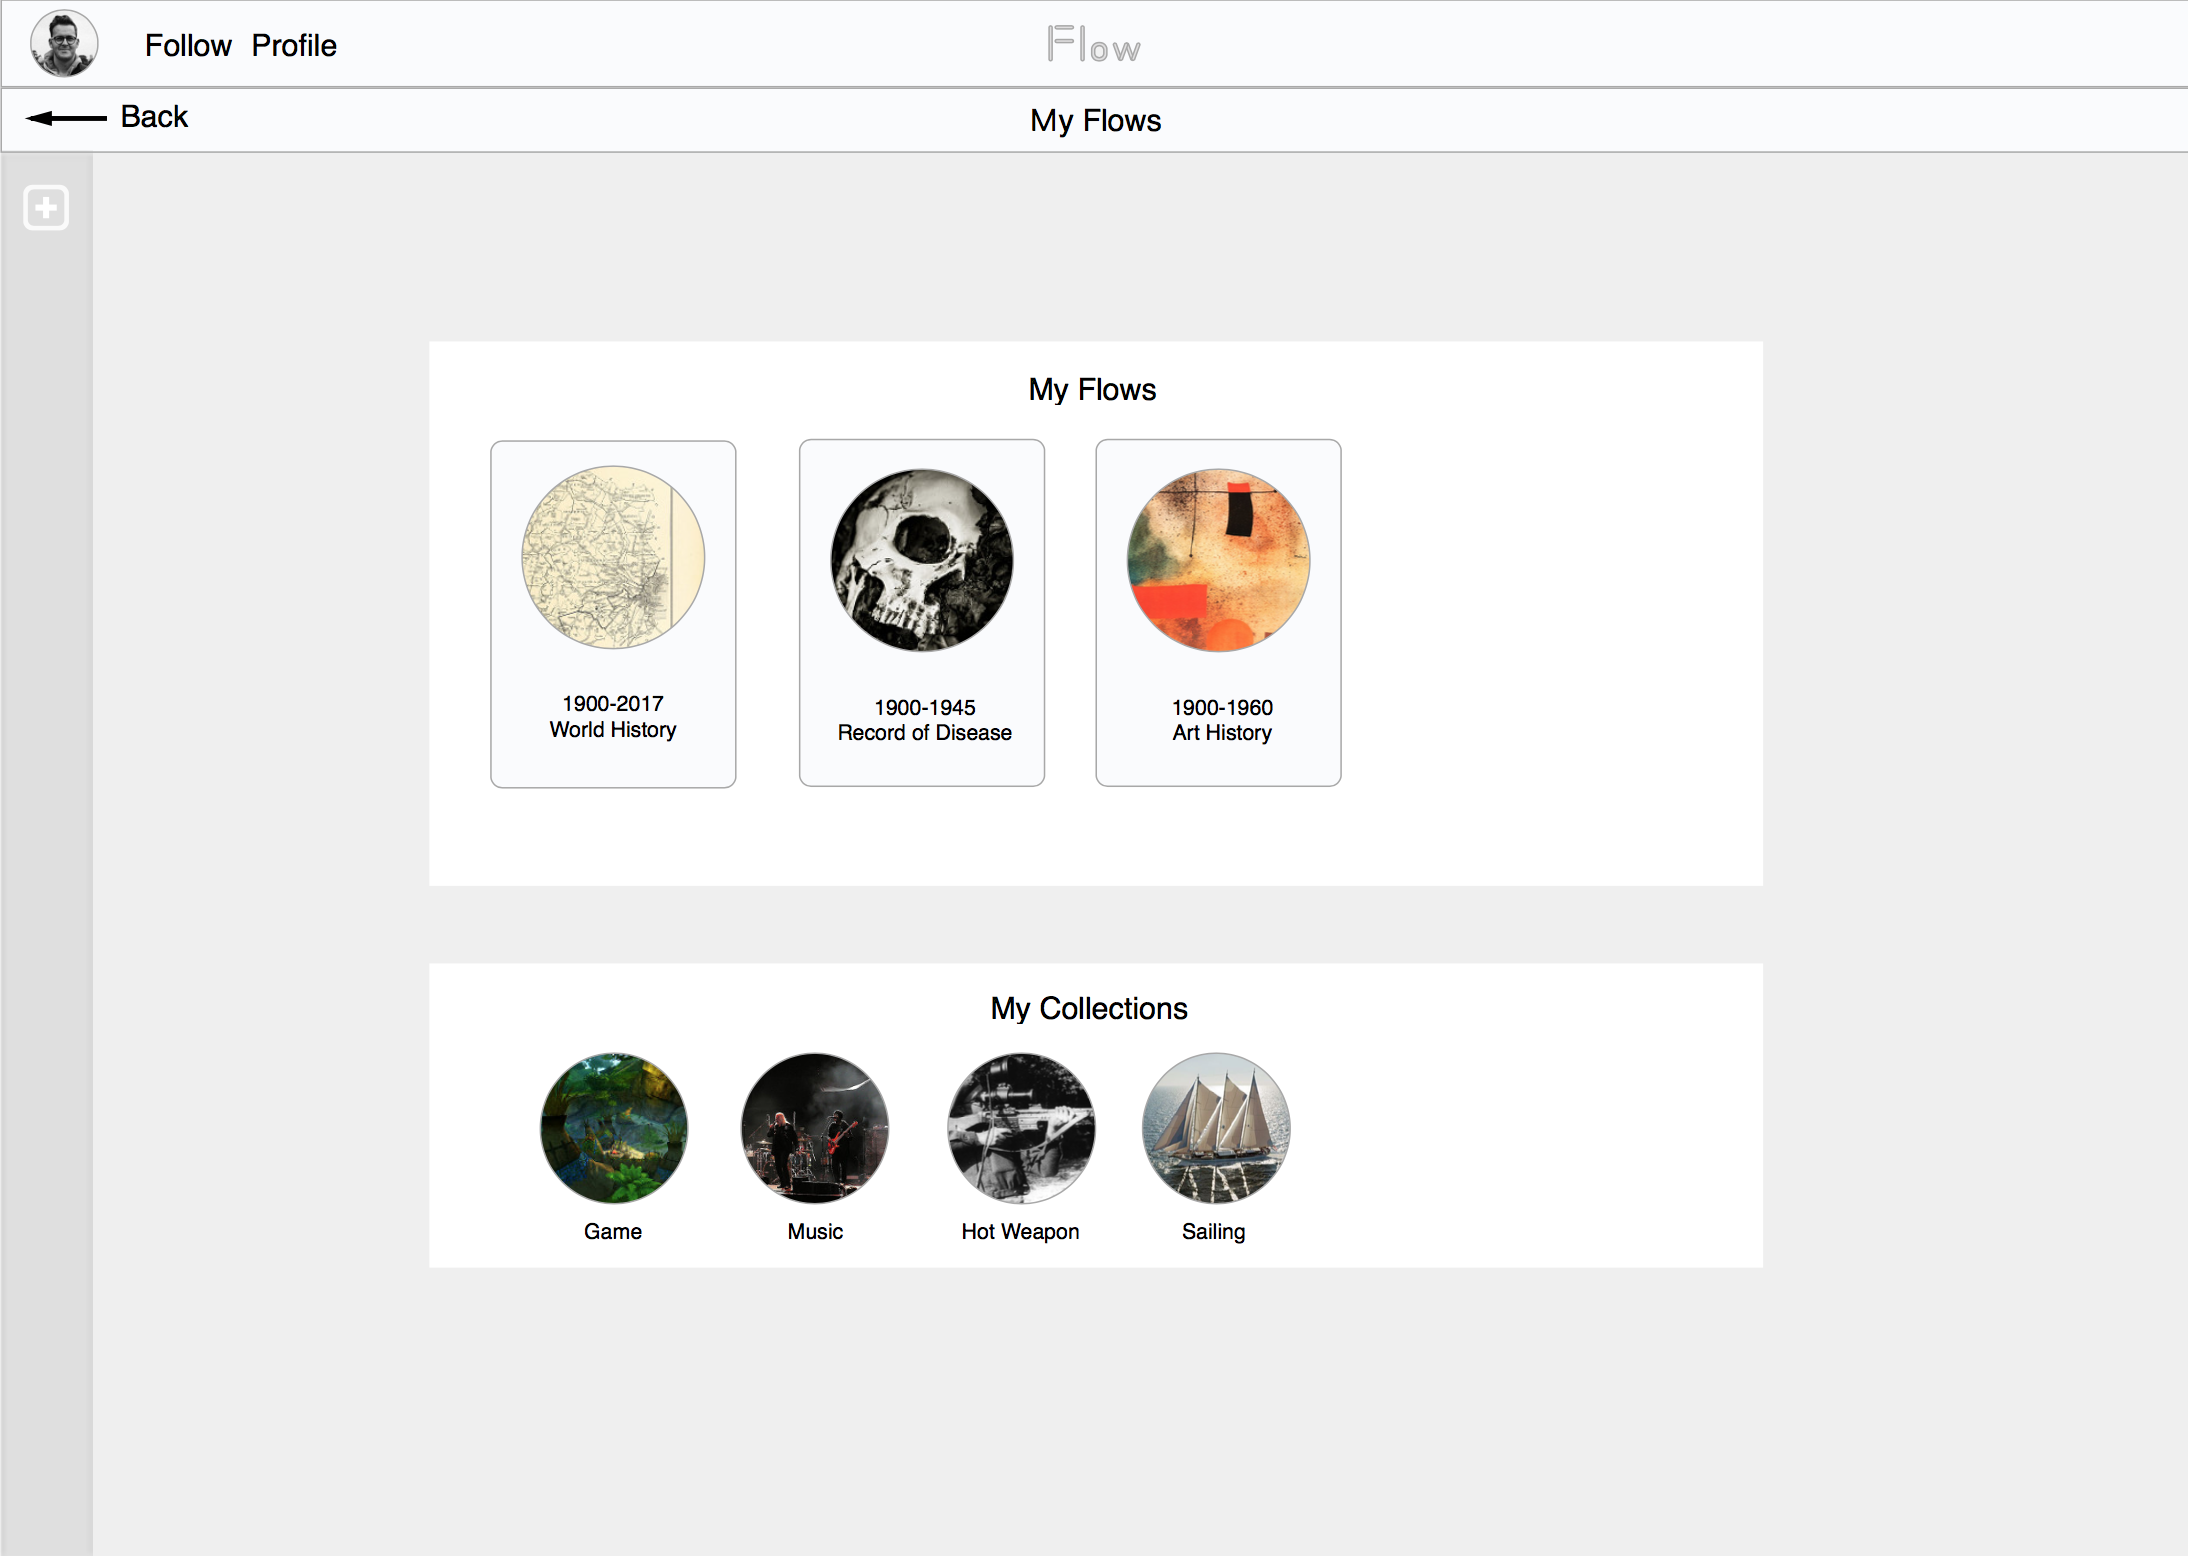 Follow Profile
Flow
Back
My Flows
My Flows
1900-2017
World History
1900-1945
Record of Disease
1900-1960
Art History
My Collections
Game
Music
Hot Weapon
Sailing